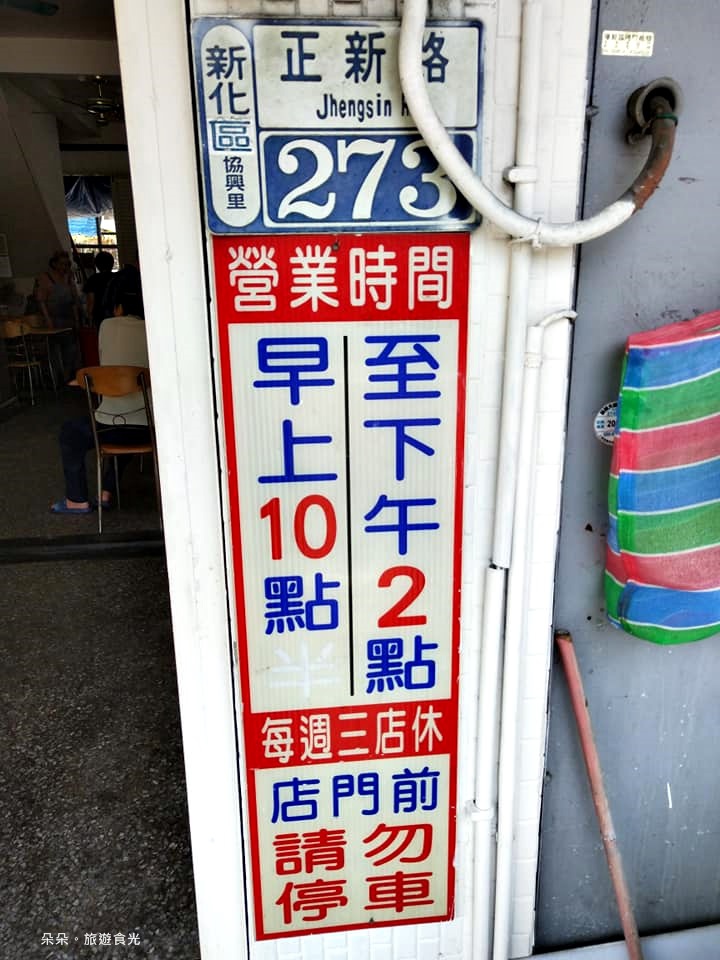 新化區
協興里
正新路
Jhengsin R
273
營業時間
早上10點
至下午2點
每週三店休
店門前
請勿
停車
朵朵。旅遊食光